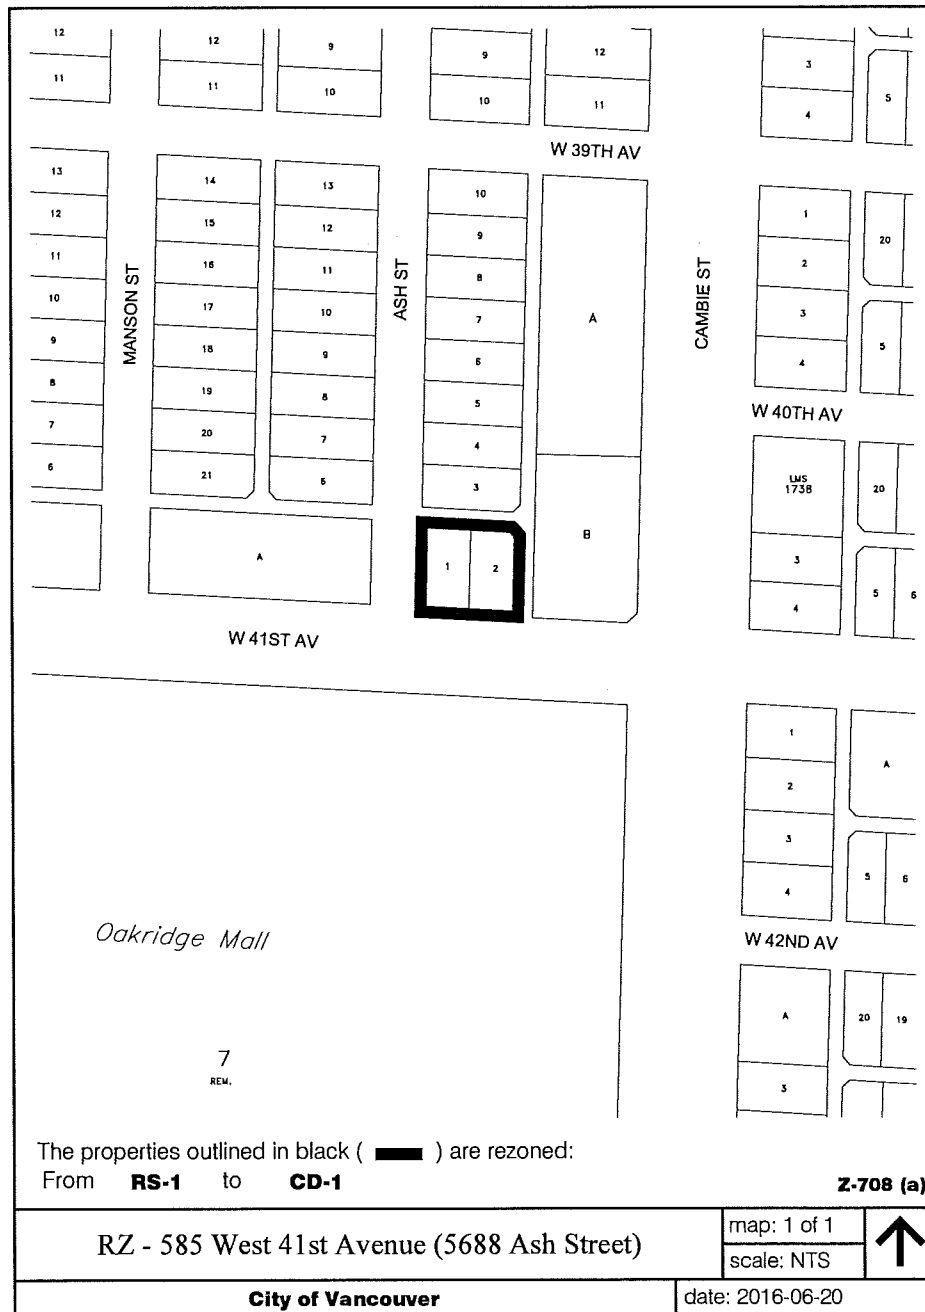 12 12 9 9 12 3
11 11 10 10 11 4 5
W 39TH AV
13 14 13 10 1 20
12 15 12 9 2
11 16 11 8 3
10 17 10 7 4 5
9 18 9 6
8 19 8 5
7 20 7 4
6 21 6 3
A
MANSON ST
ASH ST
CAMBIE ST
W 40TH AV
LMS
1738
20
B
3
4
5 6
A
1 2
W 41ST AV
1
2
3
4
A
5 6
W 42ND AV
Oakridge Mall
7
REM.
A
3
20 19
The properties outlined in black ( ) are rezoned:
From RS-1 to CD-1
Z-708 (a)
RZ - 585 West 41st Avenue (5688 Ash Street)
map: 1 of 1
scale: NTS
City of Vancouver
date: 2016-06-20